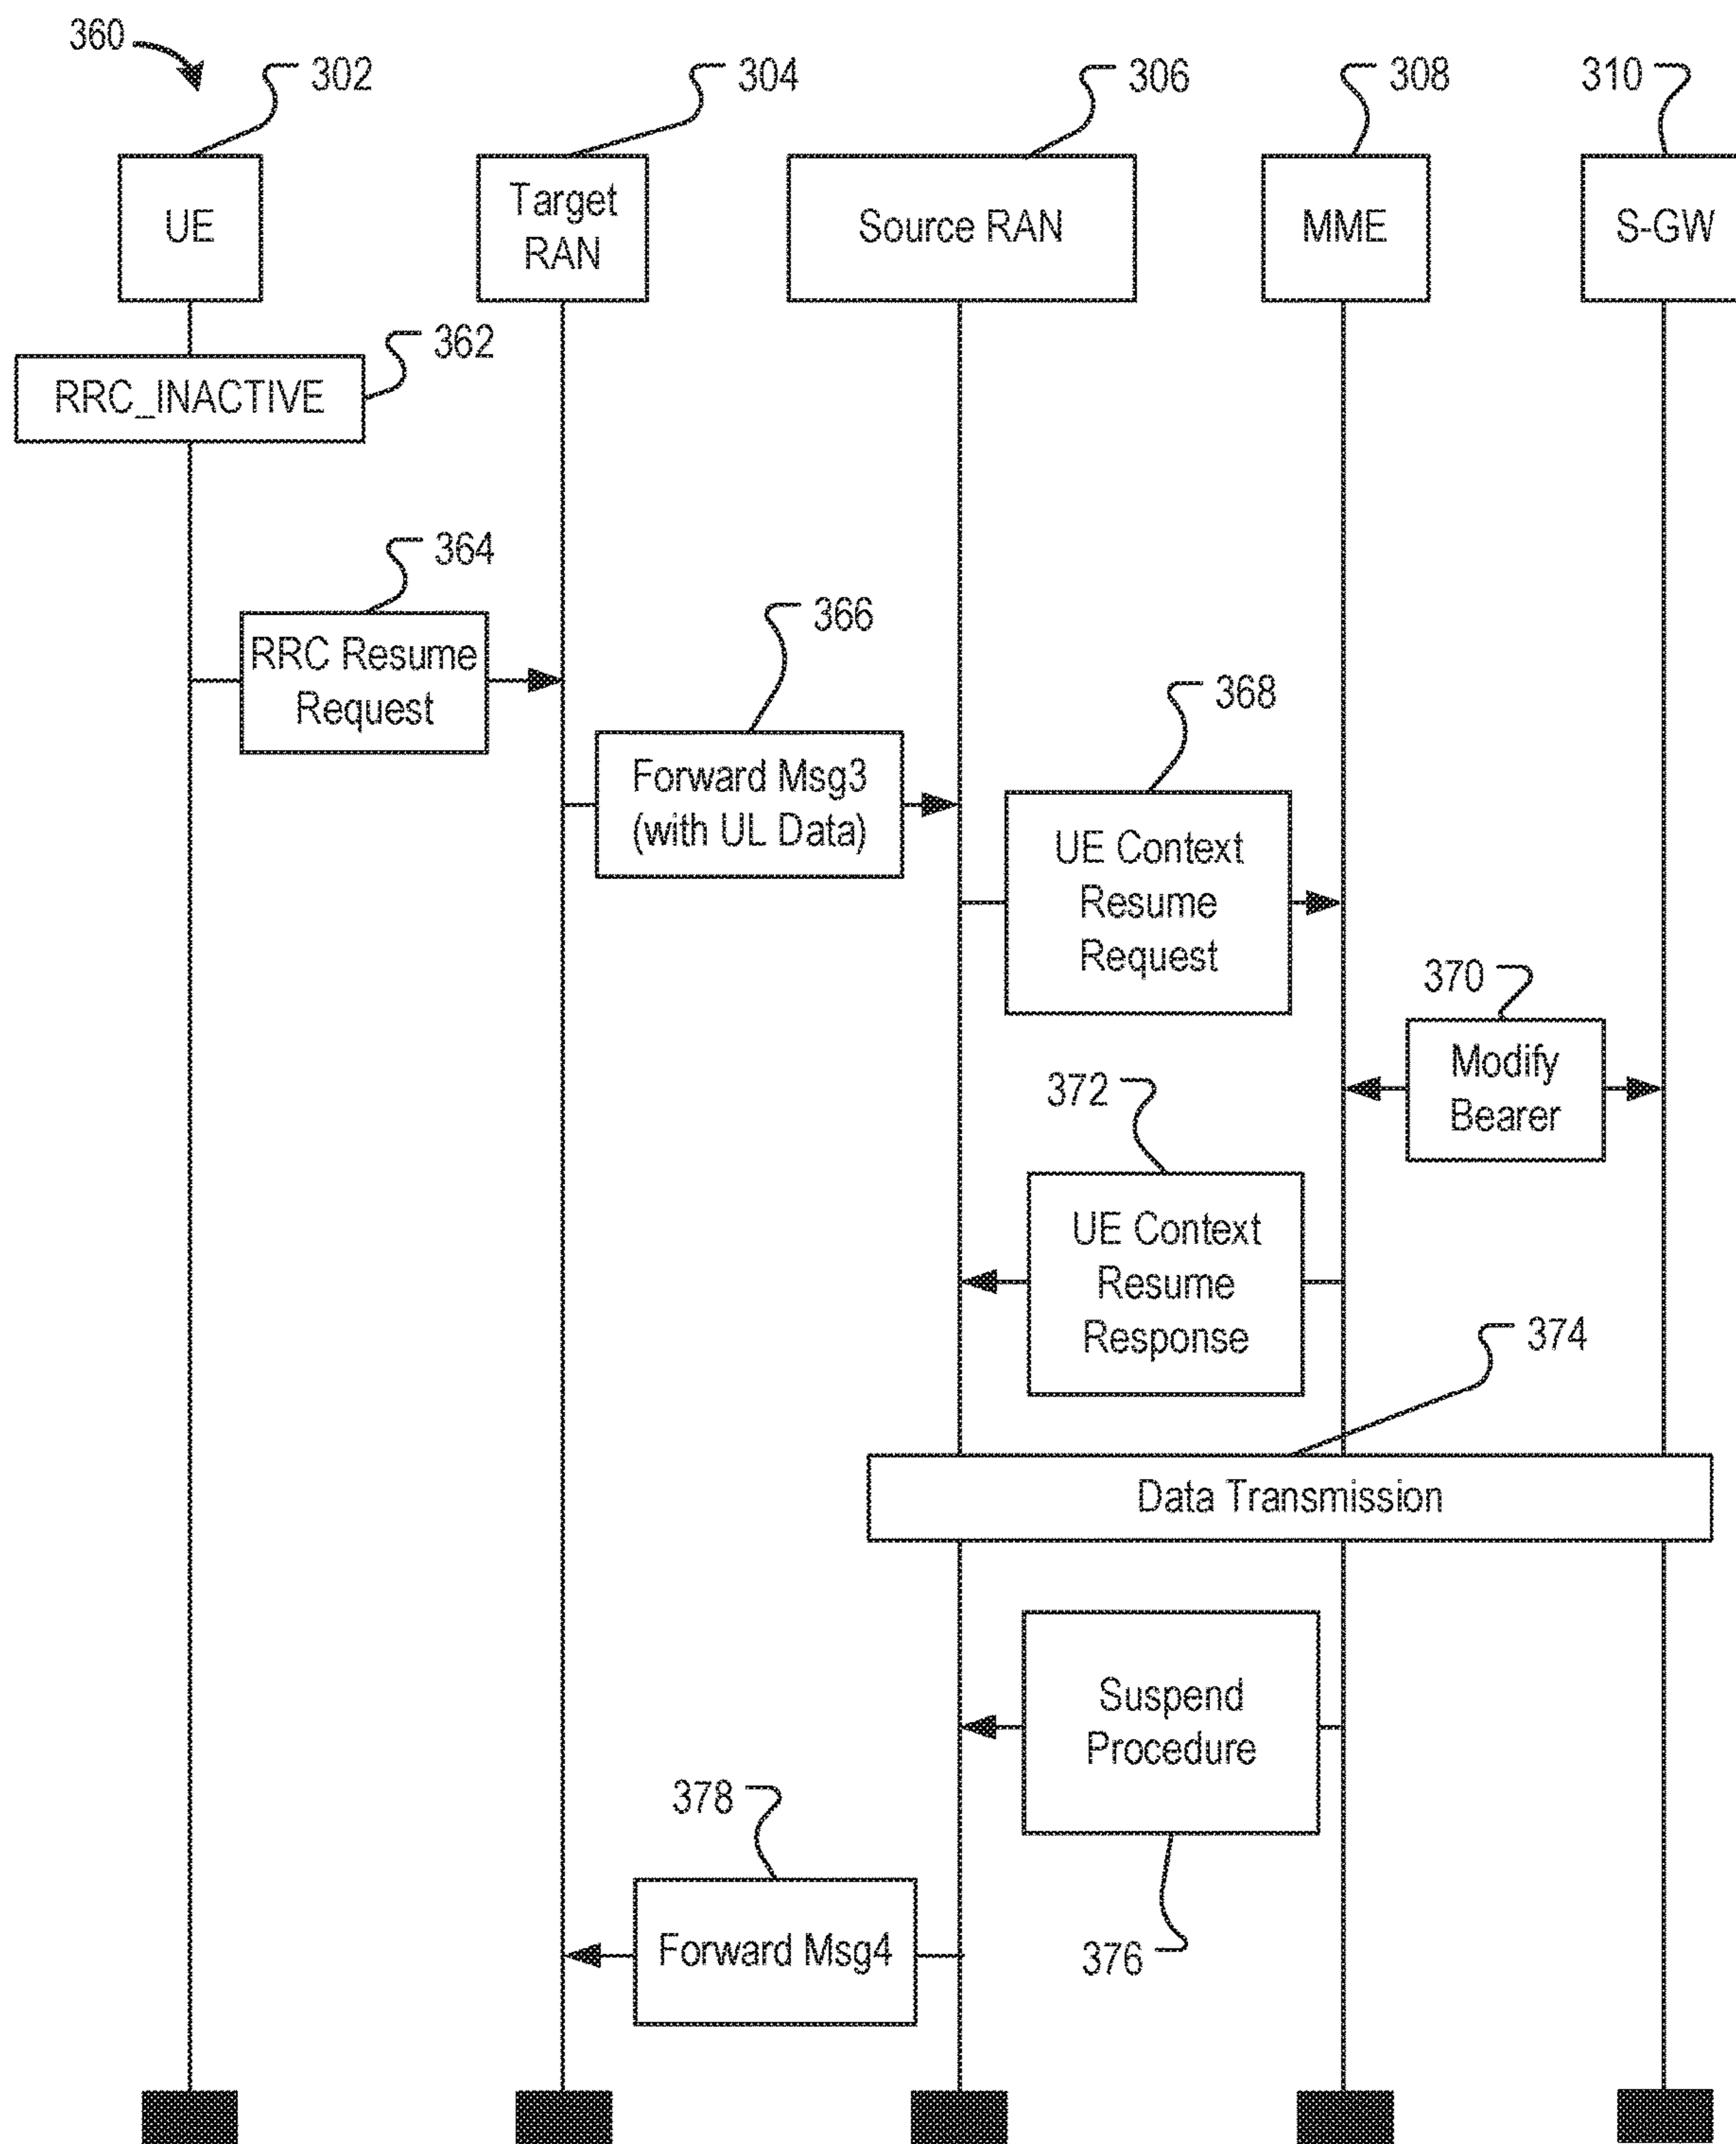 360
302
304
306
308
310
UE
Target
RAN
Source RAN
MME
S-GW
362
RRC_INACTIVE
364
RRC Resume
Request
366
Forward Msg3
(with UL Data)
368
UE Context
Resume
Request
370
Modify
Bearer
372
UE Context
Resume
Response
374
Data Transmission
Suspend
Procedure
376
378
Forward Msg4